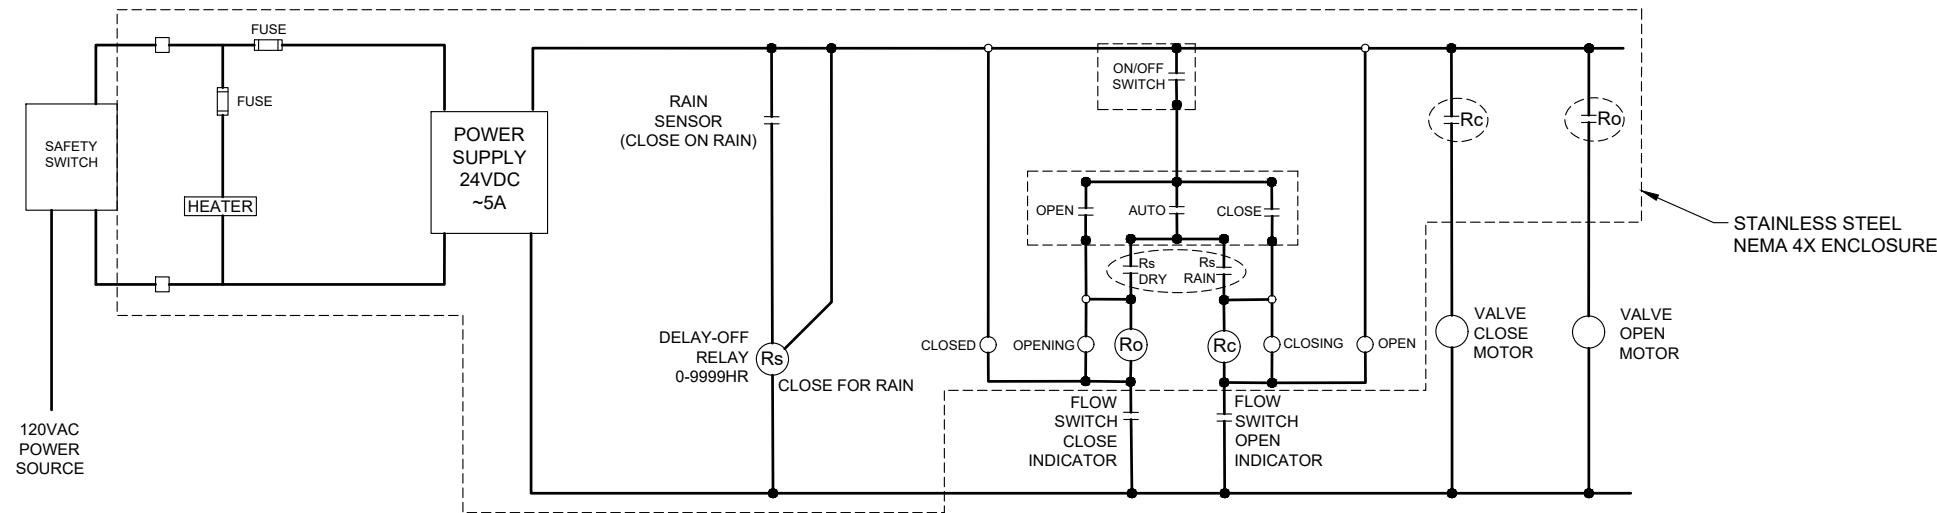 FUSE
FUSE
SAFETY
SWITCH
HEATER
120VAC
POWER
SOURCE
POWER
SUPPLY
24VDC
~5A
RAIN
SENSOR
(CLOSE ON RAIN)
DELAY-OFF
RELAY
0-9999HR
Rs
CLOSE FOR RAIN
ON/OFF
SWITCH
OPEN
AUTO
CLOSE
Rs
DRY
Rs
RAIN
CLOSED
OPENING
Ro
Rc
CLOSING
OPEN
FLOW
SWITCH
CLOSE
INDICATOR
FLOW
SWITCH
OPEN
INDICATOR
Rc
Ro
VALVE
CLOSE
MOTOR
VALVE
OPEN
MOTOR
STAINLESS STEEL
NEMA 4X ENCLOSURE